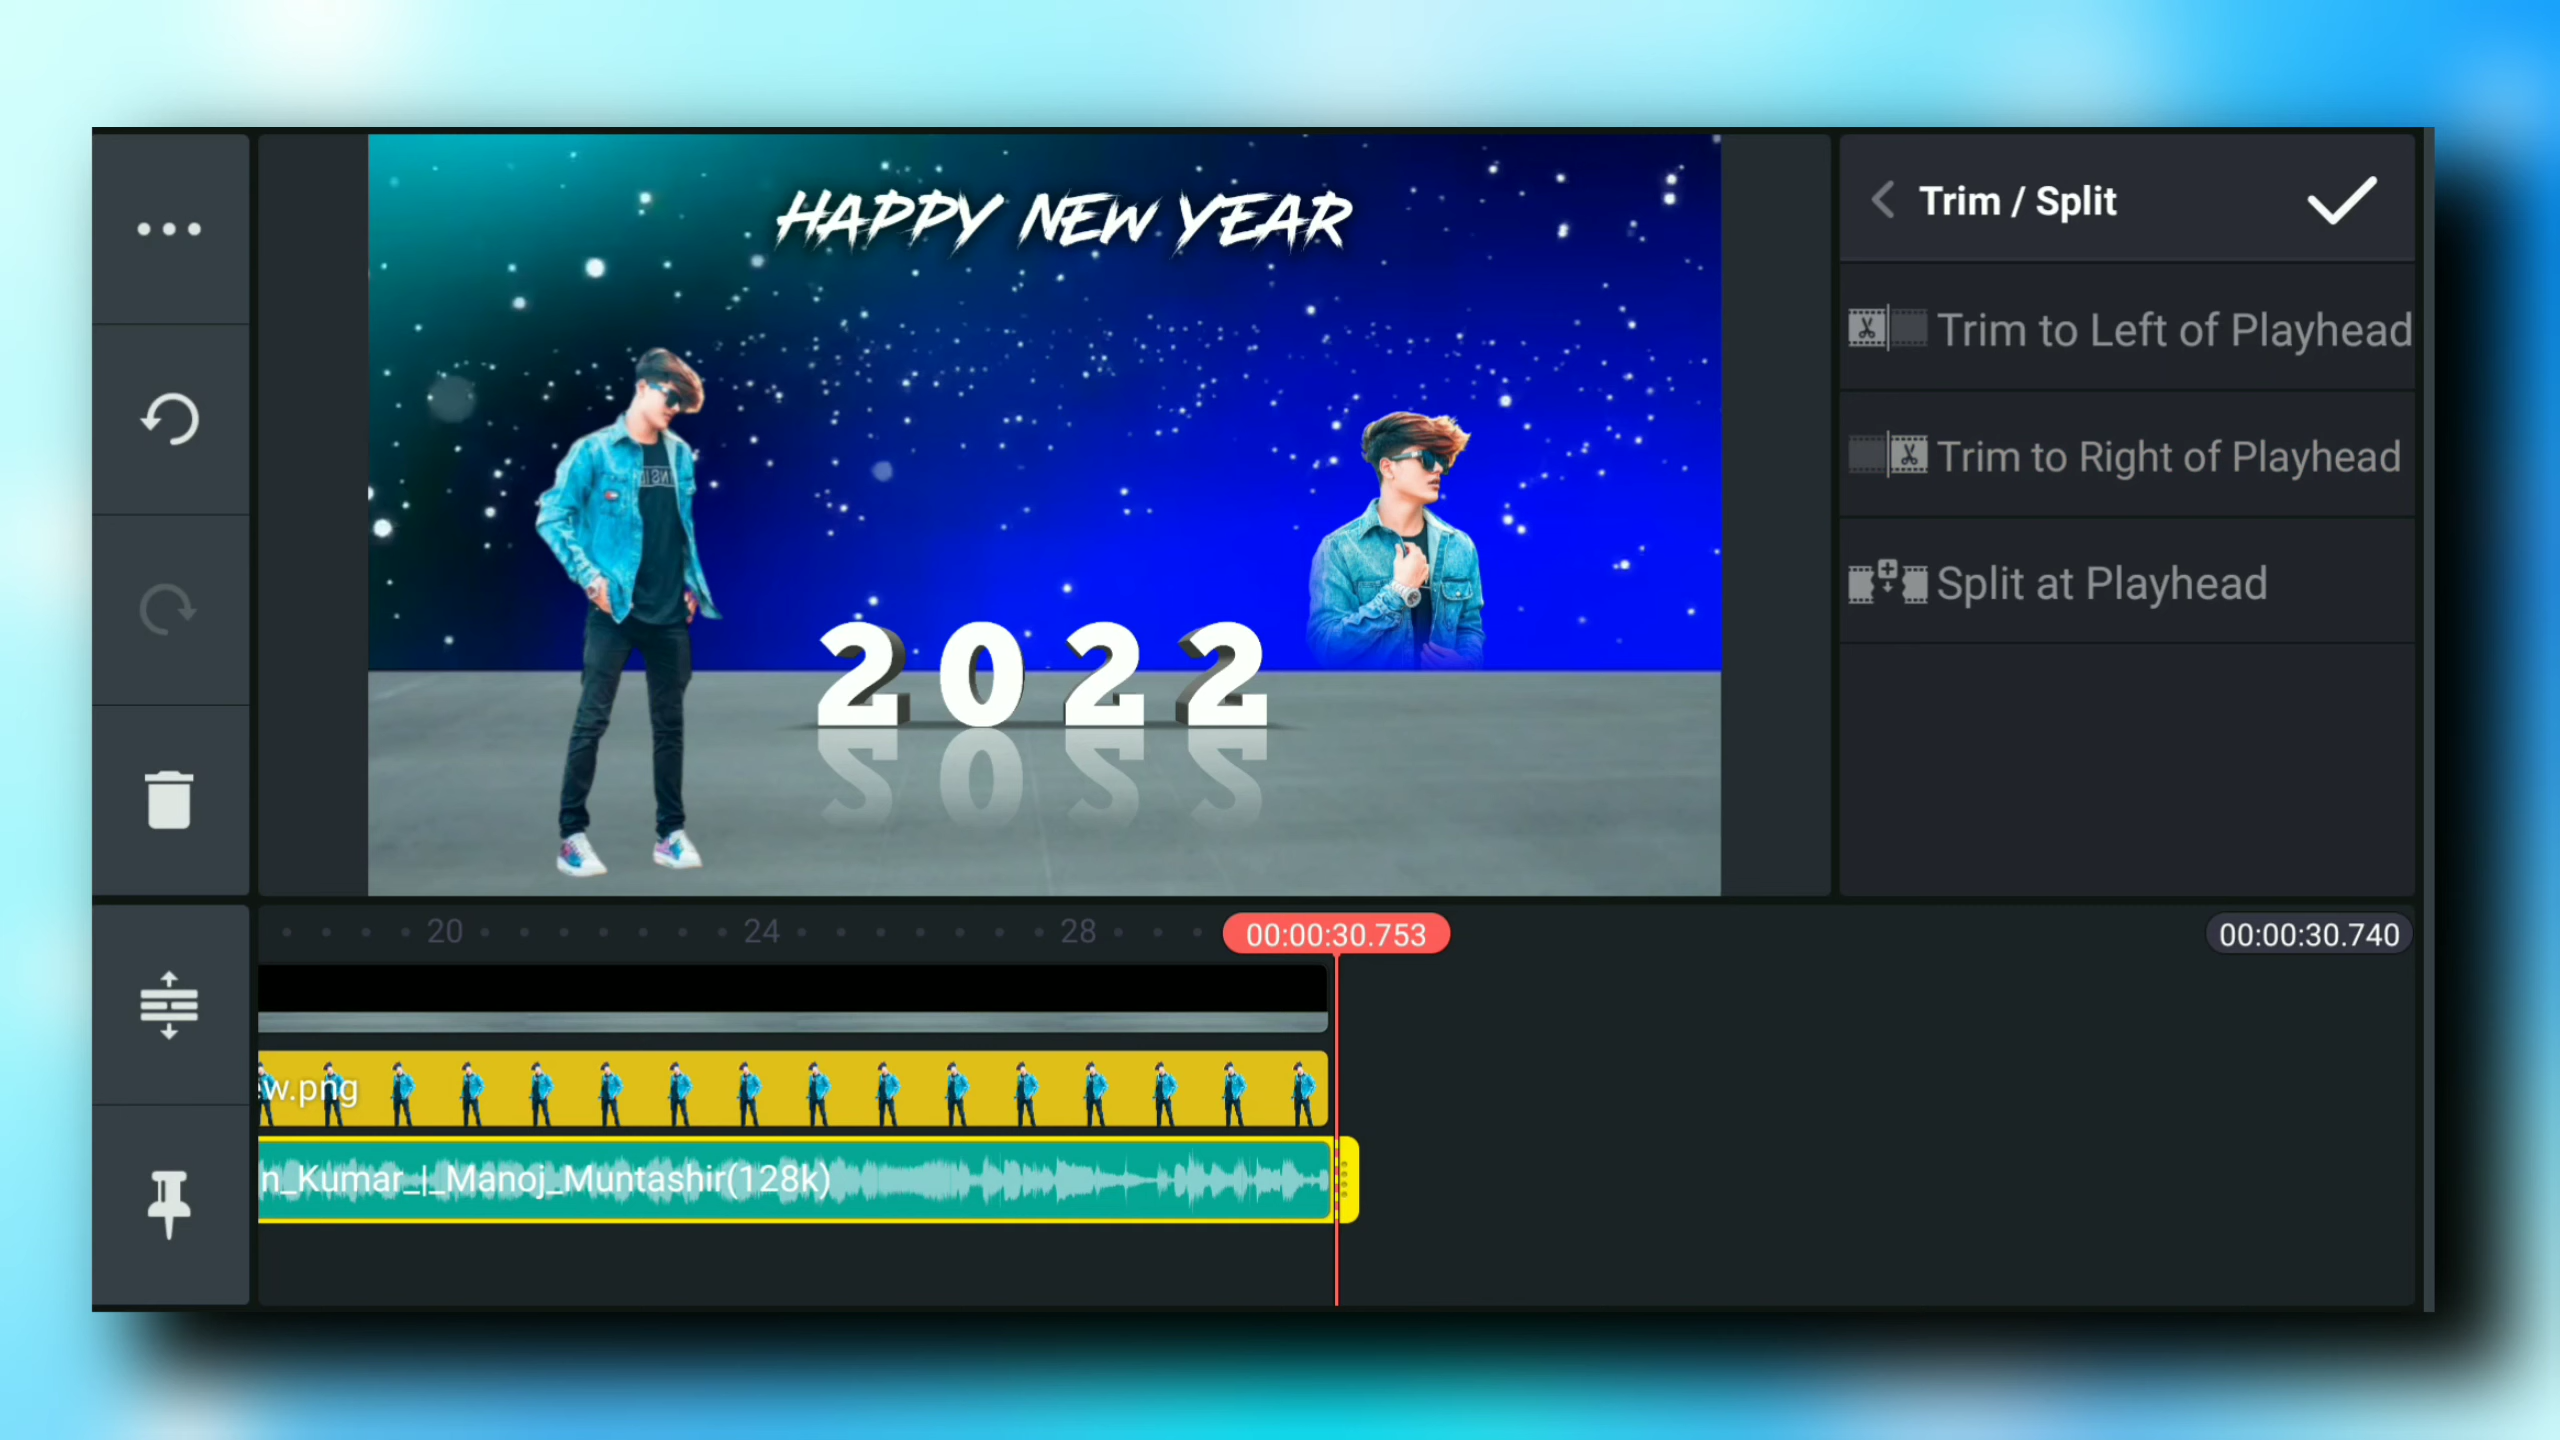 HAPPY NEW YEAR
2022
Trim / Split
Trim to Left of Playhead
Trim to Right of Playhead
Split at Playhead
20
24
28
00:00:30.753
00:00:30.740
ew.png
n_Kumar_|_Manoj_Muntashir(128k)